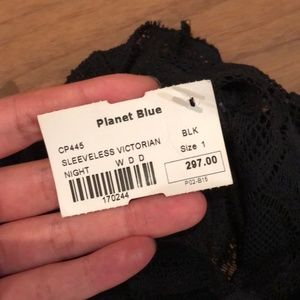 Planet Blue
CP445
BLK
SLEEVELESS VICTORIAN
Size 1
NIGHT W D D
297.00
170244
P02-B15